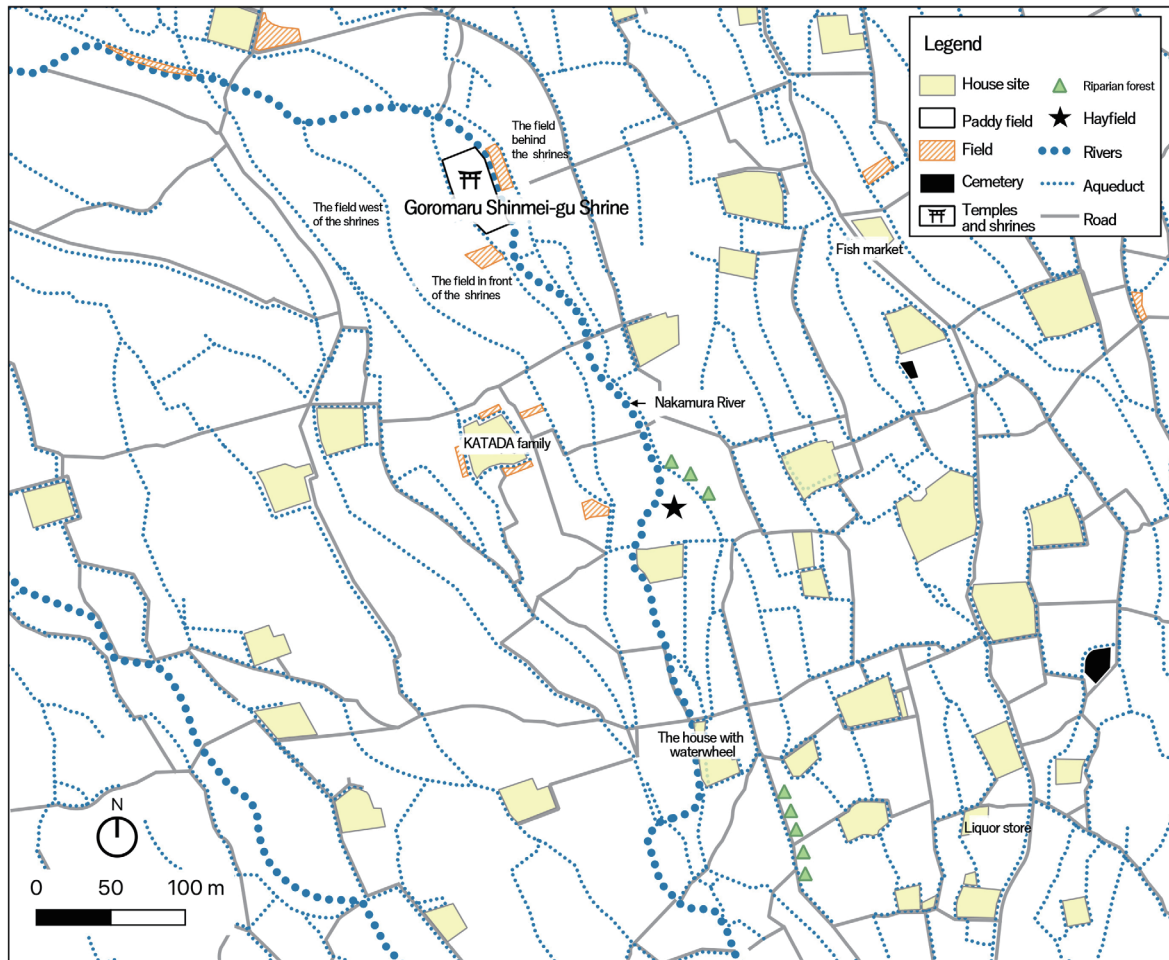 Legend
House site
Riparian forest
Paddy field
Hayfield
Field
Rivers
Cemetery
Aqueduct
Temples
and shrines
Road
The field
behind
the shrines
Goromaru Shinmei-gu Shrine
The field west
of the shrines
The field in front
of the shrines
Fish market
Nakamura River
KATADA family
The house with
waterwheel
Liquor store
N
0 50 100 m